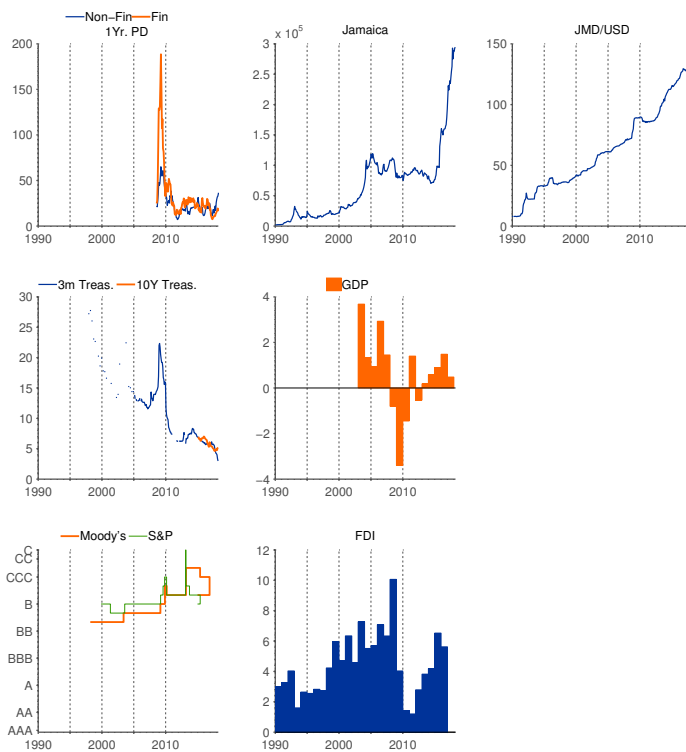 Non-Fin Fin
1Yr. PD
200
150
100
50
0
1990 2000 2010
Jamaica
3 x 10^5
2.5
2
1.5
1
0.5
0
1990 2000 2010
JMD/USD
150
100
50
0
1990 2000 2010
3m Treas. 10Y Treas.
30
25
20
15
10
5
0
1990 2000 2010
GDP
4
2
0
−2
−4
1990 2000 2010
Moody's S&P
C
CC
CCC
B
BB
BBB
A
AA
AAA
1990 2000 2010
FDI
12
10
8
6
4
2
0
1990 2000 2010